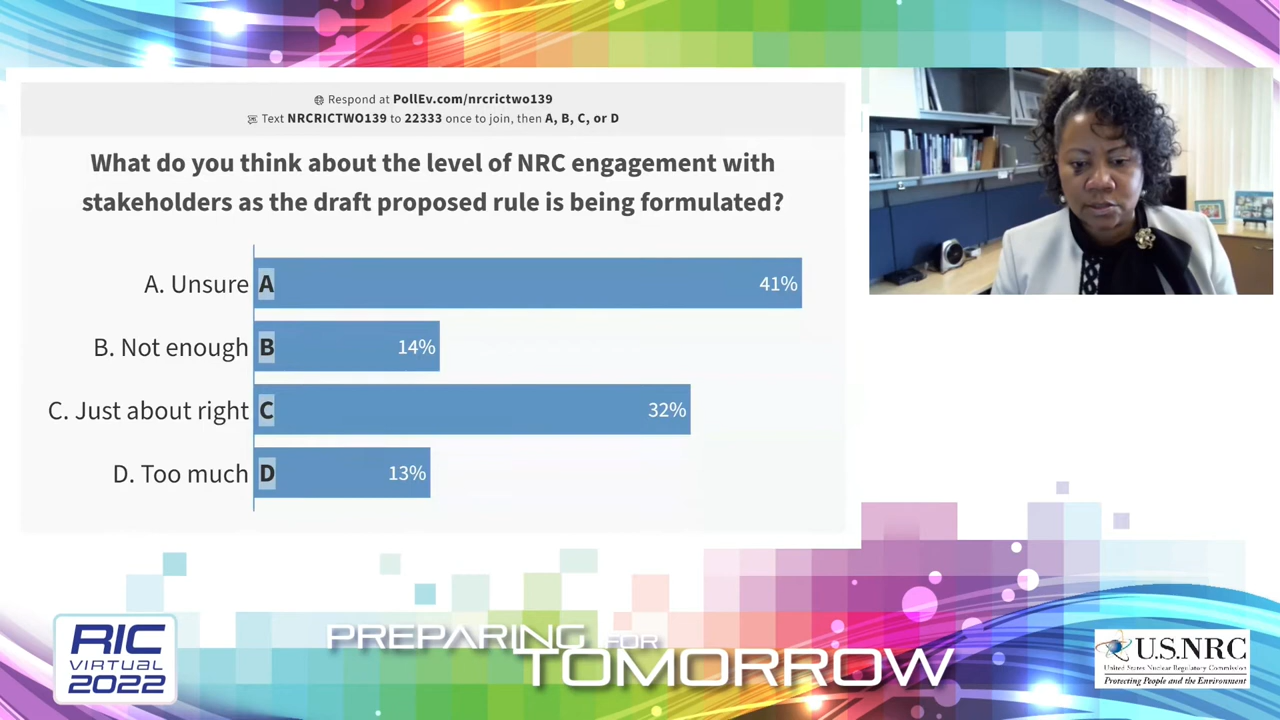 Respond at PollEv.com/nrcrictwo139
Text NRCRICTWO139 to 22333 once to join, then A, B, C, or D
What do you think about the level of NRC engagement with
stakeholders as the draft proposed rule is being formulated?
A. Unsure A 41%
B. Not enough B 14%
C. Just about right C 32%
D. Too much D 13%
RIC
VIRTUAL
2022
PREPARING FOR
TOMORROW
U.S.NRC
United States Nuclear Regulatory Commission
Protecting People and the Environment